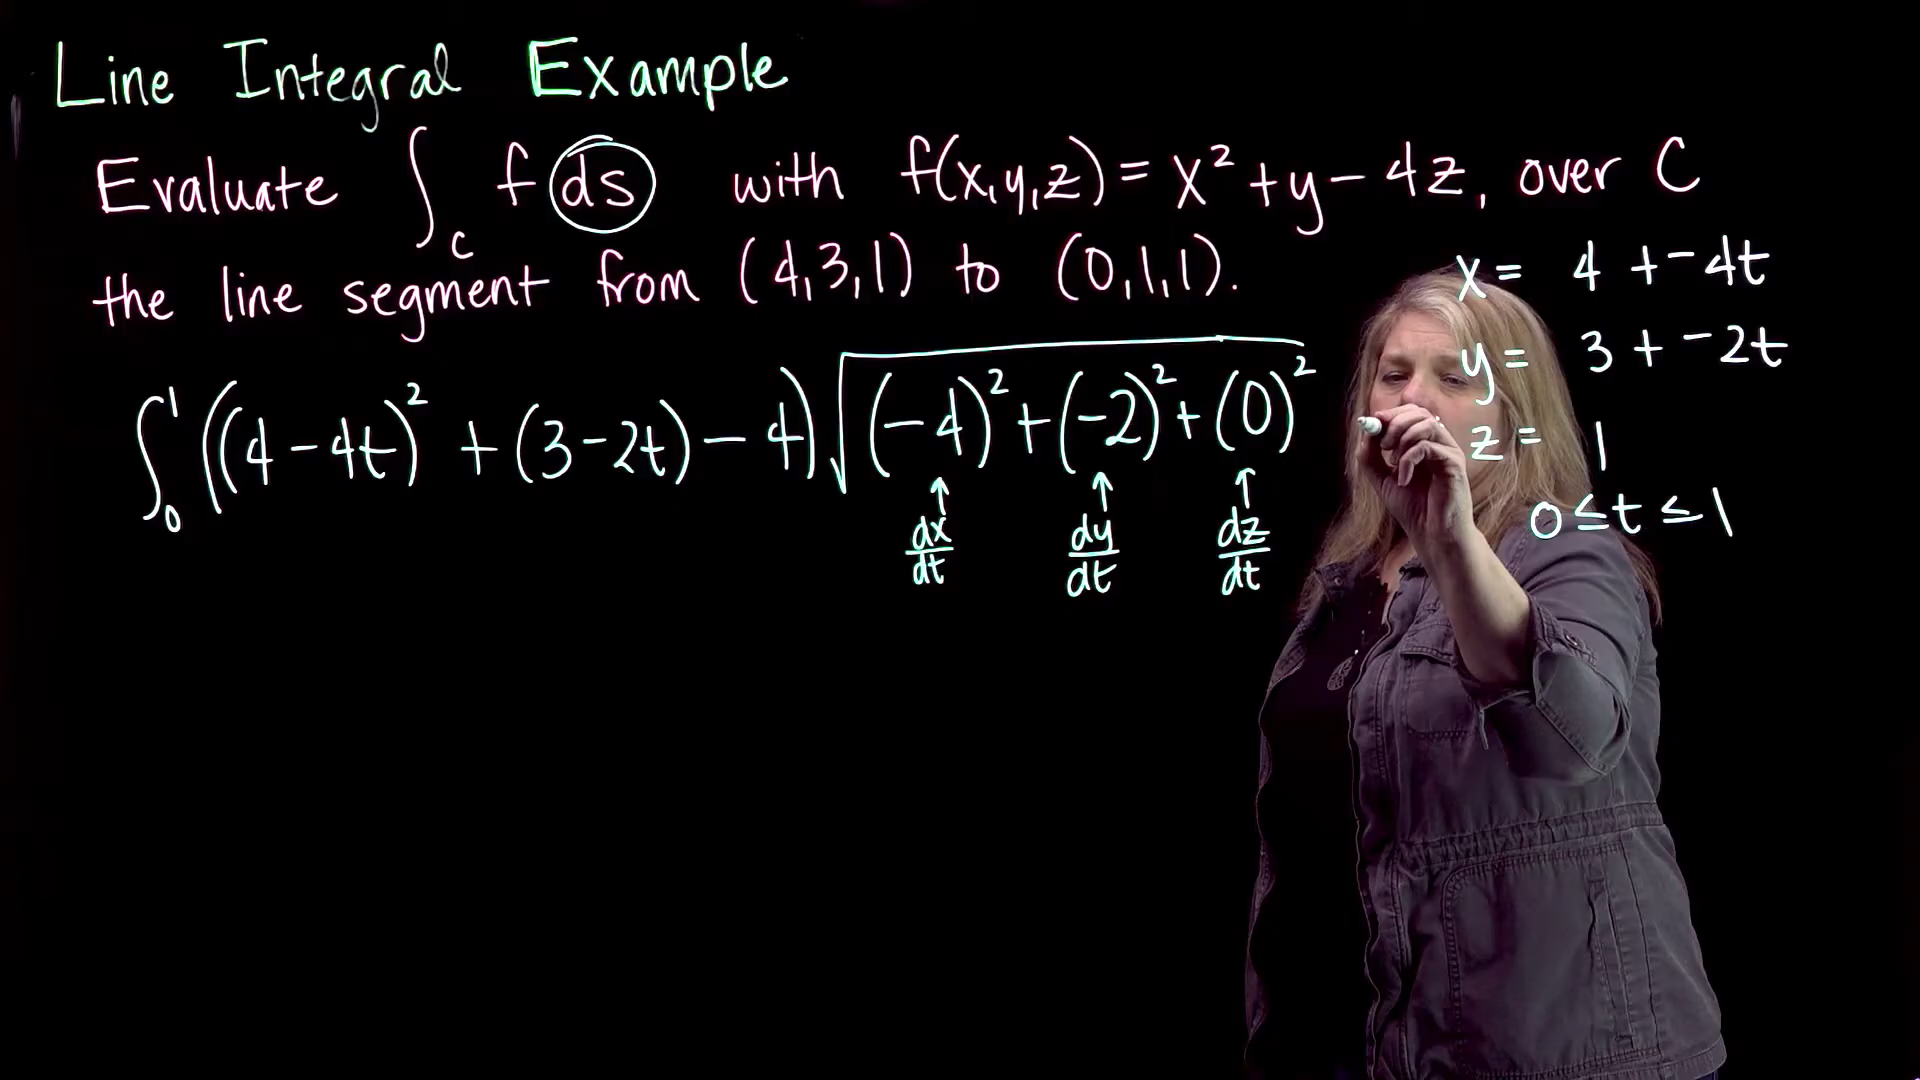 Line Integral Example
Evaluate ∫_C f ds with f(x,y,z) = x² + y − 4z, over C
the line segment from (4,3,1) to (0,1,1).
x = 4 + −4t
y = 3 + −2t
z = 1
0 ≤ t ≤ 1
∫₀¹ ((4−4t)² + (3−2t) − 4) √((−4)² + (−2)² + (0)²)
↑ ↑ ↑
dx/dt dy/dt dz/dt